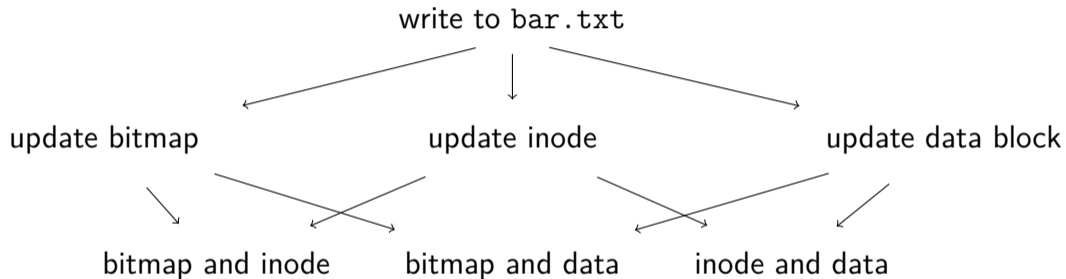 write to bar.txt
update bitmap
update inode
update data block
bitmap and inode
bitmap and data
inode and data